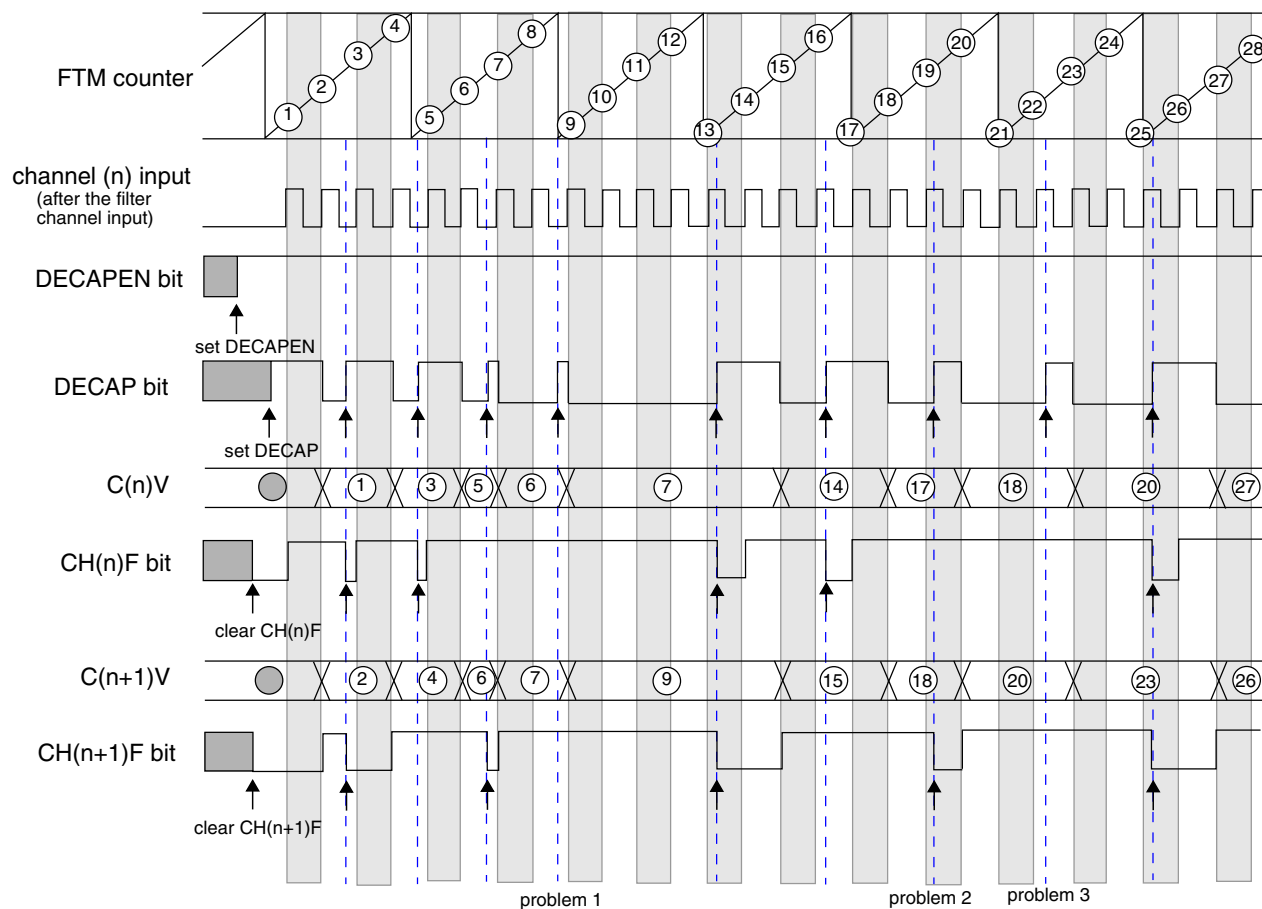 FTM counter
1 2 3 4 5 6 7 8 9 10 11 12 13 14 15 16 17 18 19 20 21 22 23 24 25 26 27 28
channel (n) input
(after the filter
channel input)
DECAPEN bit
set DECAPEN
DECAP bit
set DECAP
C(n)V
1 3 5 6 7 14 17 18 20 27
CH(n)F bit
clear CH(n)F
C(n+1)V
2 4 6 7 9 15 18 20 23 26
CH(n+1)F bit
clear CH(n+1)F
problem 1 problem 2 problem 3